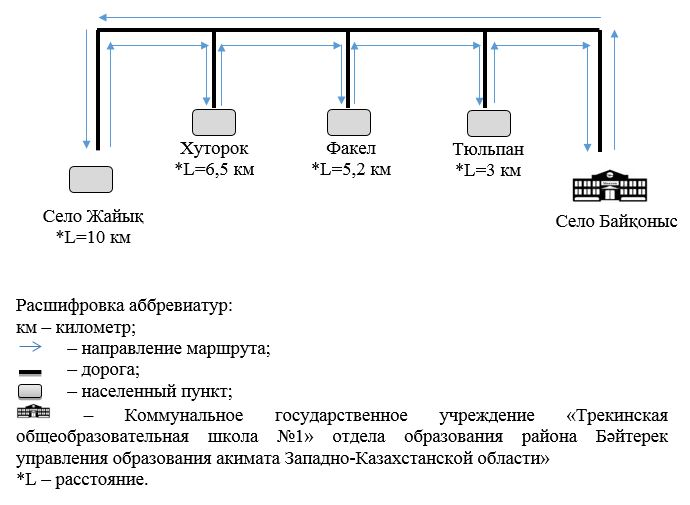 Хуторок
*L=6,5 км
Факел
*L=5,2 км
Тюльпан
*L=3 км
Село Жайық
*L=10 км
Село Байқоныс
Расшифровка аббревиатур:
км – километр;
– направление маршрута;
– дорога;
– населенный пункт;
– Коммунальное государственное учреждение «Трекинская
общеобразовательная школа №1» отдела образования района Бәйтерек
управления образования акимата Западно-Казахстанской области»
*L – расстояние.